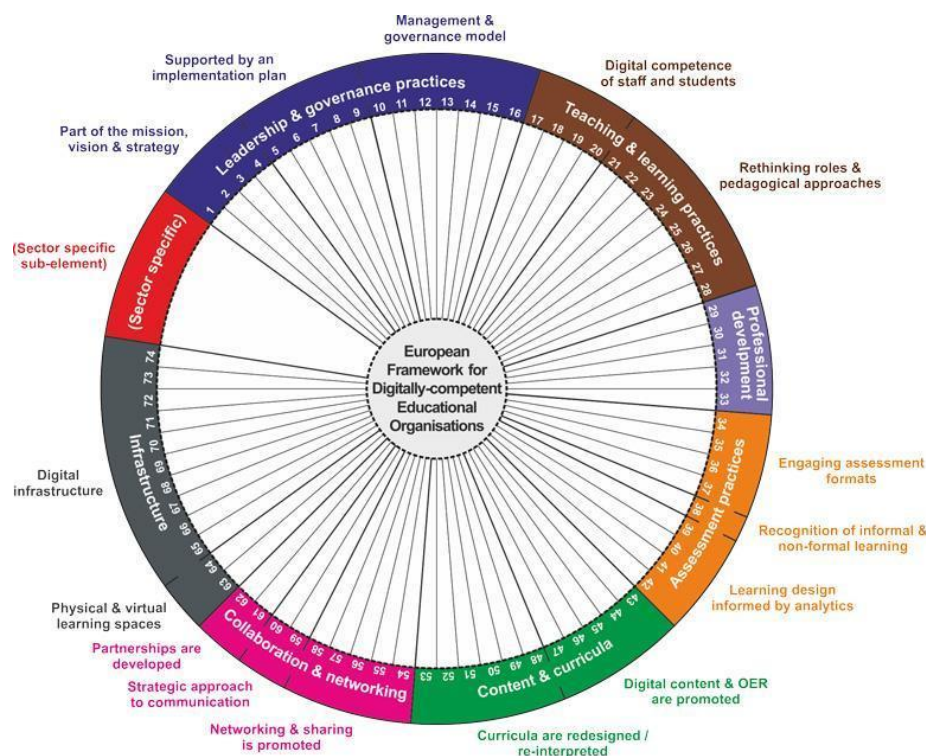 Management &
governance model
Supported by an
implementation plan
Part of the mission,
vision & strategy
Digital competence
of staff and students
Rethinking roles &
pedagogical approaches
(Sector specific
sub-element)
Leadership & governance practices
1 2 3 4 5 6 7 8 9 10 11 12 13 14 15 16
Teaching & learning practices
17 18 19 20 21 22 23 24 25 26 27 28
Professional
develpment
29 30 31 32 33
Assessment practices
34 35 36 37 38 39 40 41 42
Engaging assessment
formats
Recognition of informal &
non-formal learning
Learning design
informed by analytics
Content & curricula
43 44 45 46 47 48 49 50 51 52 53
Digital content & OER
are promoted
Curricula are redesigned /
re-interpreted
Collaboration & networking
54 55 56 57 58 59 60 61 62
Networking & sharing
is promoted
Strategic approach
to communication
Partnerships are
developed
Infrastructure
63 64 65 66 67 68 69 70 71 72 73 74
Physical & virtual
learning spaces
Digital
infrastructure
(Sector specific)
European
Framework for
Digitally-competent
Educational
Organisations